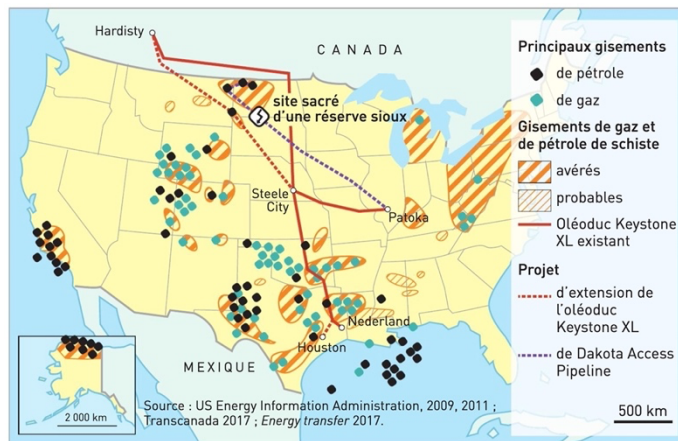 Hardisty
CANADA
site sacré
d'une réserve sioux
Steele
City
Patoka
Nederland
Houston
MEXIQUE
2 000 km
Source : US Energy Information Administration, 2009, 2011 ;
Transcanada 2017 ; Energy transfer 2017.
Principaux gisements
de pétrole
de gaz
Gisements de gaz et
de pétrole de schiste
avérés
probables
Oléoduc Keystone
XL existant
Projet
d'extension de
l'oléoduc
Keystone XL
de Dakota Access
Pipeline
500 km